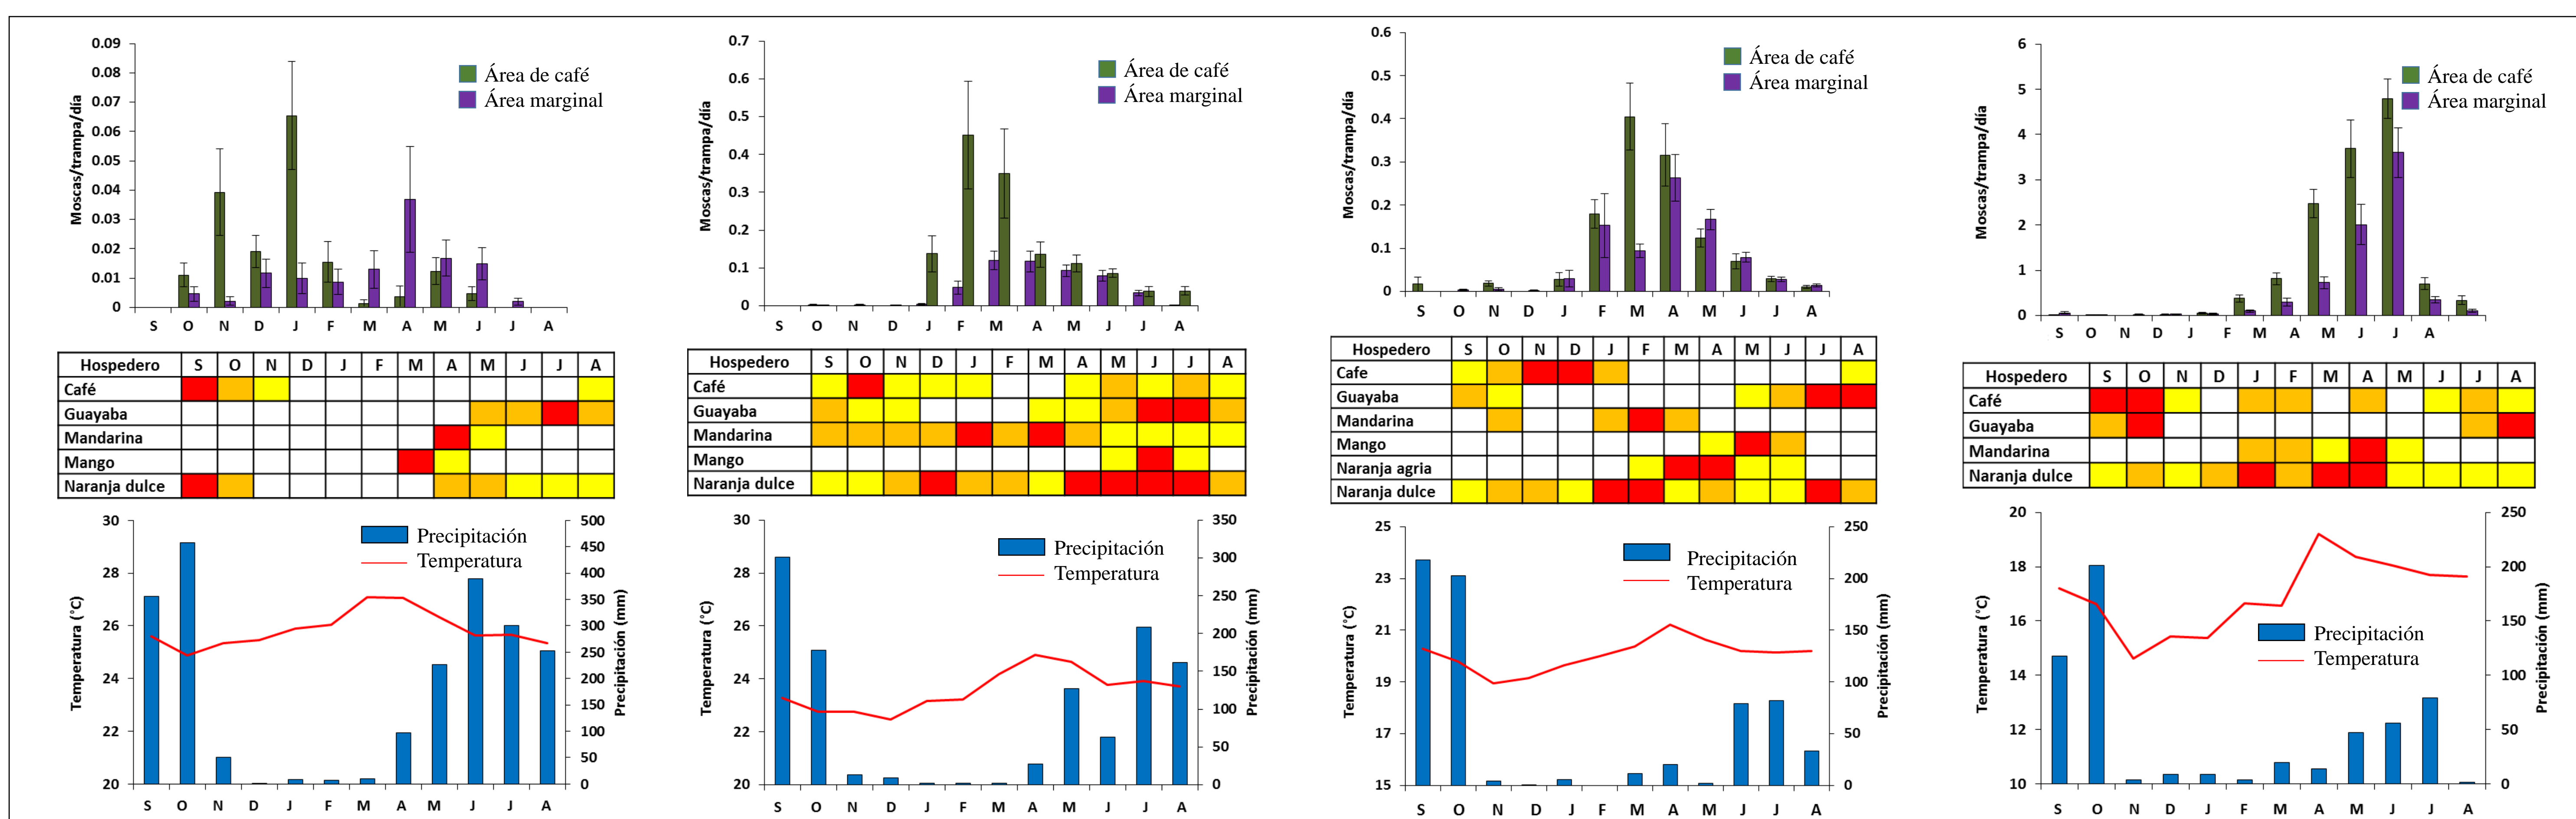 0.09
0.08
0.07
0.06
0.05
0.04
0.03
0.02
0.01
0
Moscas/trampa/día
Área de café
Área marginal
S O N D J F M A M J J A
Hospedero S O N D J F M A M J J A
Café
Guayaba
Mandarina
Mango
Naranja dulce
30
28
26
24
22
20
Temperatura (°C)
Precipitación
Temperatura
500
450
400
350
300
250
200
150
100
50
0
Precipitación (mm)
S O N D J F M A M J J A
0.7
0.6
0.5
0.4
0.3
0.2
0.1
0
Moscas/trampa/día
Área de café
Área marginal
S O N D J F M A M J J A
Hospedero S O N D J F M A M J J A
Café
Guayaba
Mandarina
Mango
Naranja dulce
30
28
26
24
22
20
Temperatura (°C)
Precipitación
Temperatura
350
300
250
200
150
100
50
0
Precipitación (mm)
S O N D J F M A M J J A
0.6
0.5
0.4
0.3
0.2
0.1
0
Moscas/trampa/día
Área de café
Área marginal
S O N D J F M A M J J A
Hospedero S O N D J F M A M J J A
Cafe
Guayaba
Mandarina
Mango
Naranja agria
Naranja dulce
25
23
21
19
17
15
Temperatura (°C)
Precipitación
Temperatura
250
200
150
100
50
0
Precipitación (mm)
S O N D J F M A M J J A
6
5
4
3
2
1
0
Moscas/trampa/día
Área de café
Área marginal
S O N D J F M A M J J A
Hospedero S O N D J F M A M J J A
Café
Guayaba
Mandarina
Naranja dulce
20
18
16
14
12
10
Temperatura (°C)
Precipitación
Temperatura
250
200
150
100
50
0
Precipitación (mm)
S O N D J F M A M J J A